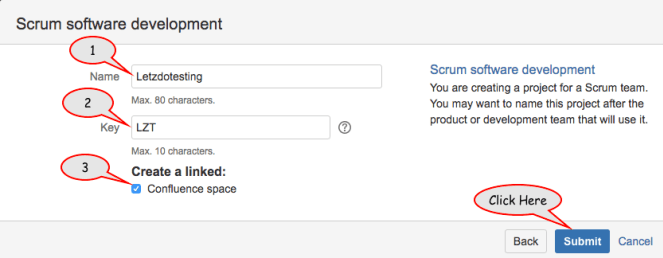 Scrum software development
1
Name
Letzdotesting
Max. 80 characters.
2
Key
LZT
Max. 10 characters.
3
Create a linked:
Confluence space
Scrum software development
You are creating a project for a Scrum team.
You may want to name this project after the
product or development team that will use it.
Click Here
Back
Submit
Cancel